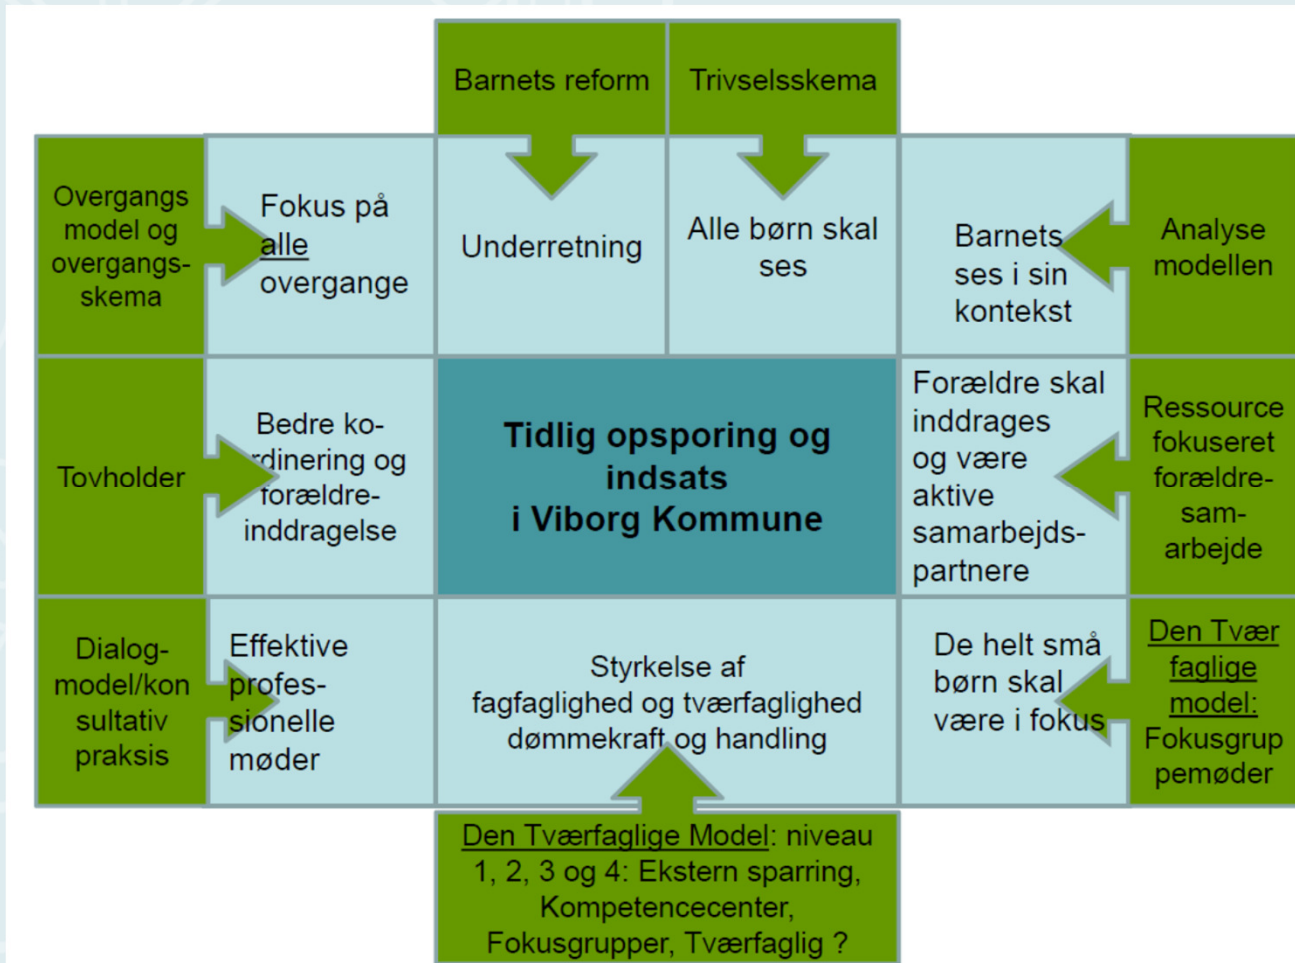 Barnets reform
Trivselsskema
Overgangs
model og
overgangs-
skema
Fokus på
alle
overgange
Underretning
Alle børn skal
ses
Barnets
ses i sin
kontekst
Analyse
modellen
Tovholder
Bedre ko-
rdinering og
forældre-
inddragelse
Tidlig opsporing og
indsats
i Viborg Kommune
Forældre skal
inddrages
og være
aktive
samarbejds-
partnere
Ressource
fokuseret
forældre-
sam-
arbejde
Dialog-
model/kon
sultativ
praksis
Effektive
profes-
sionelle
møder
Styrkelse af
fagfaglighed og tværfaglighed
dømmekraft og handling
De helt små
børn skal
være i fokus
Den Tvær
faglige
model:
Fokusgrup
pemøder
Den Tværfaglige Model: niveau
1, 2, 3 og 4: Ekstern sparring,
Kompetencecenter,
Fokusgrupper, Tværfaglig ?